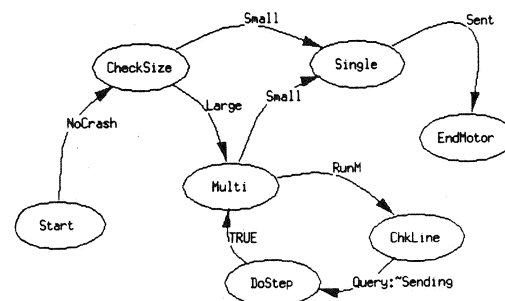 Small
Sent
CheckSize
Single
Large
Small
NoCrash
EndMotor
RunM
Multi
Start
TRUE
ChkLine
DoStep
Query:~Sending